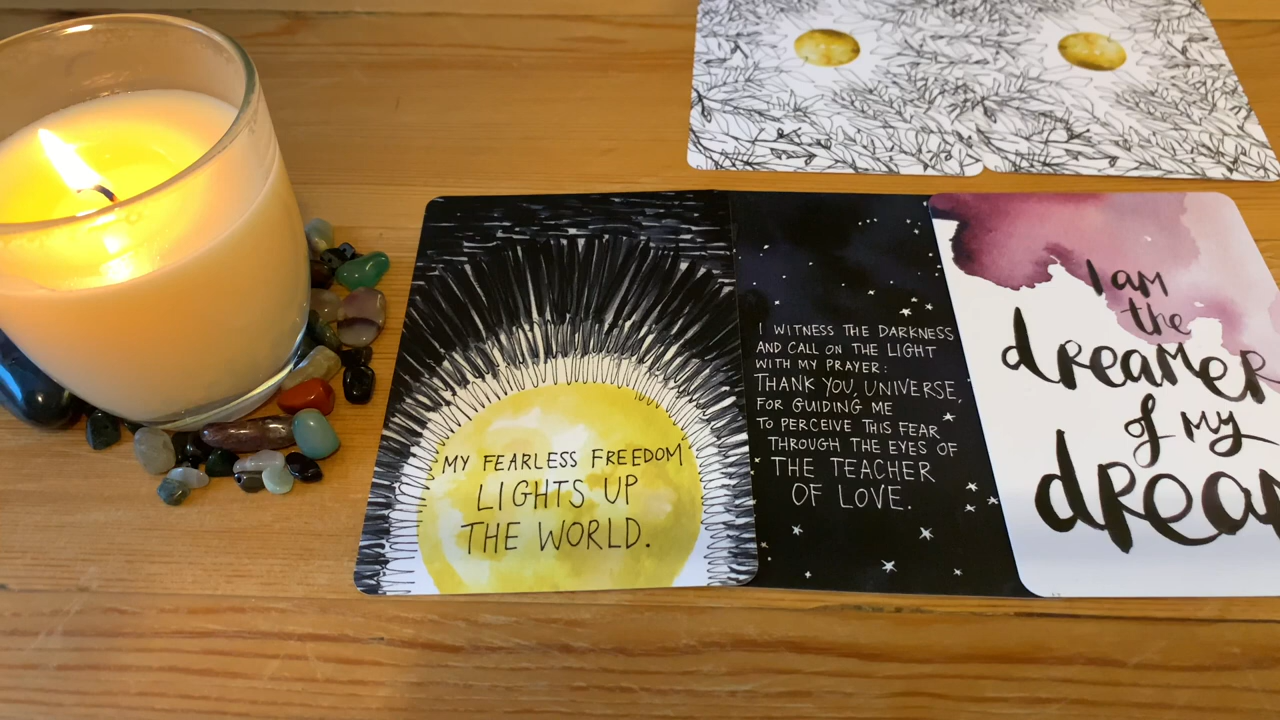 MY FEARLESS FREEDOM
LIGHTS UP
THE WORLD.
I WITNESS THE DARKNESS
AND CALL ON THE LIGHT
WITH MY PRAYER:
THANK YOU, UNIVERSE,
FOR GUIDING ME
TO PERCEIVE THIS FEAR
THROUGH THE EYES OF
THE TEACHER
OF LOVE.
I am
the
dreamer
of my